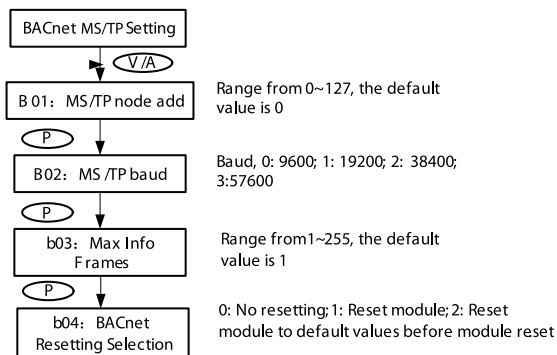 BACnet MS/TP Setting
V/A
B 01: MS/TP node add
Range from 0~127, the default
value is 0
P
B02: MS/TP baud
Baud, 0: 9600; 1: 19200; 2: 38400;
3:57600
P
b03: Max Info
Frames
Range from1~255, the default
value is 1
P
b04: BACnet
Resetting Selection
0: No resetting; 1: Reset module; 2: Reset
module to default values before module reset